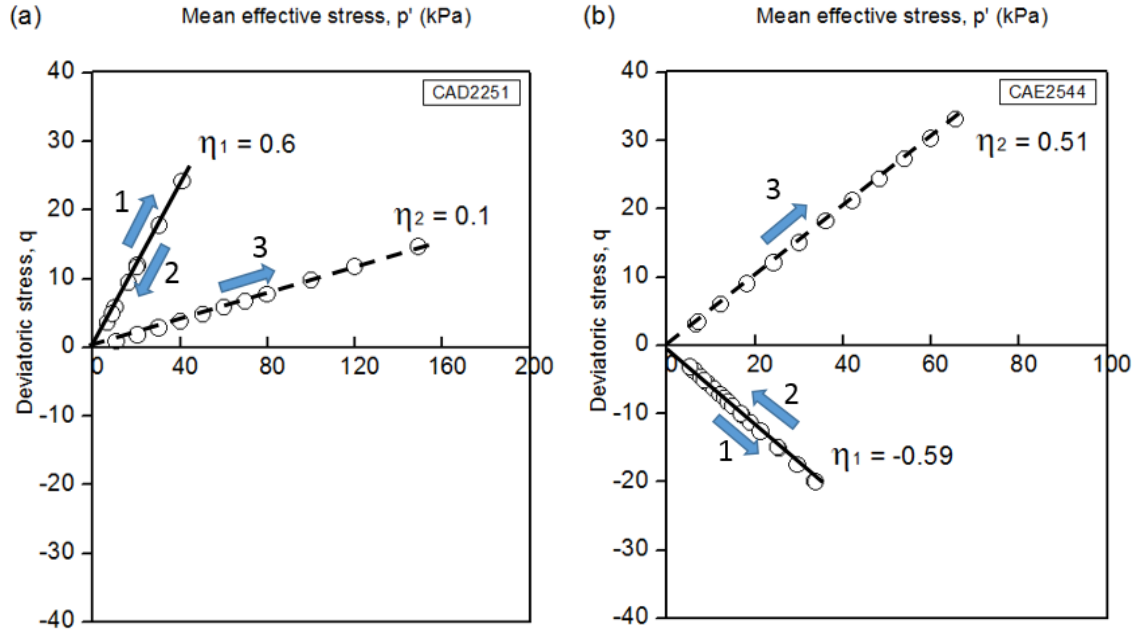 (a) Mean effective stress, p' (kPa)
Deviatoric stress, q
40
30
20
10
0
-10
-20
-30
-40
0 40 80 120 160 200
CAD2251
η1 = 0.6
η2 = 0.1
1
2
3
(b) Mean effective stress, p' (kPa)
Deviatoric stress, q
40
30
20
10
0
-10
-20
-30
-40
0 20 40 60 80 100
CAE2544
η2 = 0.51
3
2
1
η1 = -0.59